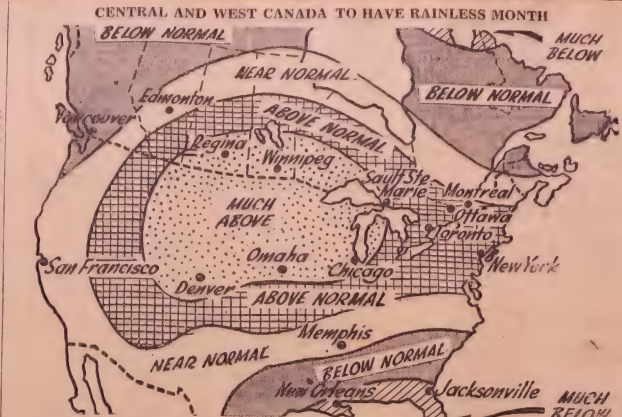 CENTRAL AND WEST CANADA TO HAVE RAINLESS MONTH
BELOW NORMAL
MUCH
BELOW
NEAR NORMAL
BELOW NORMAL
Edmonton
ABOVE NORMAL
Vancouver
Regina
Winnipeg
Sault Ste
Marie
Montreal
MUCH
ABOVE
Ottawa
Toronto
Omaha
San Francisco
Chicago
New York
Denver
ABOVE NORMAL
Memphis
NEAR NORMAL
BELOW NORMAL
New Orleans
Jacksonville
MUCH
BELOW